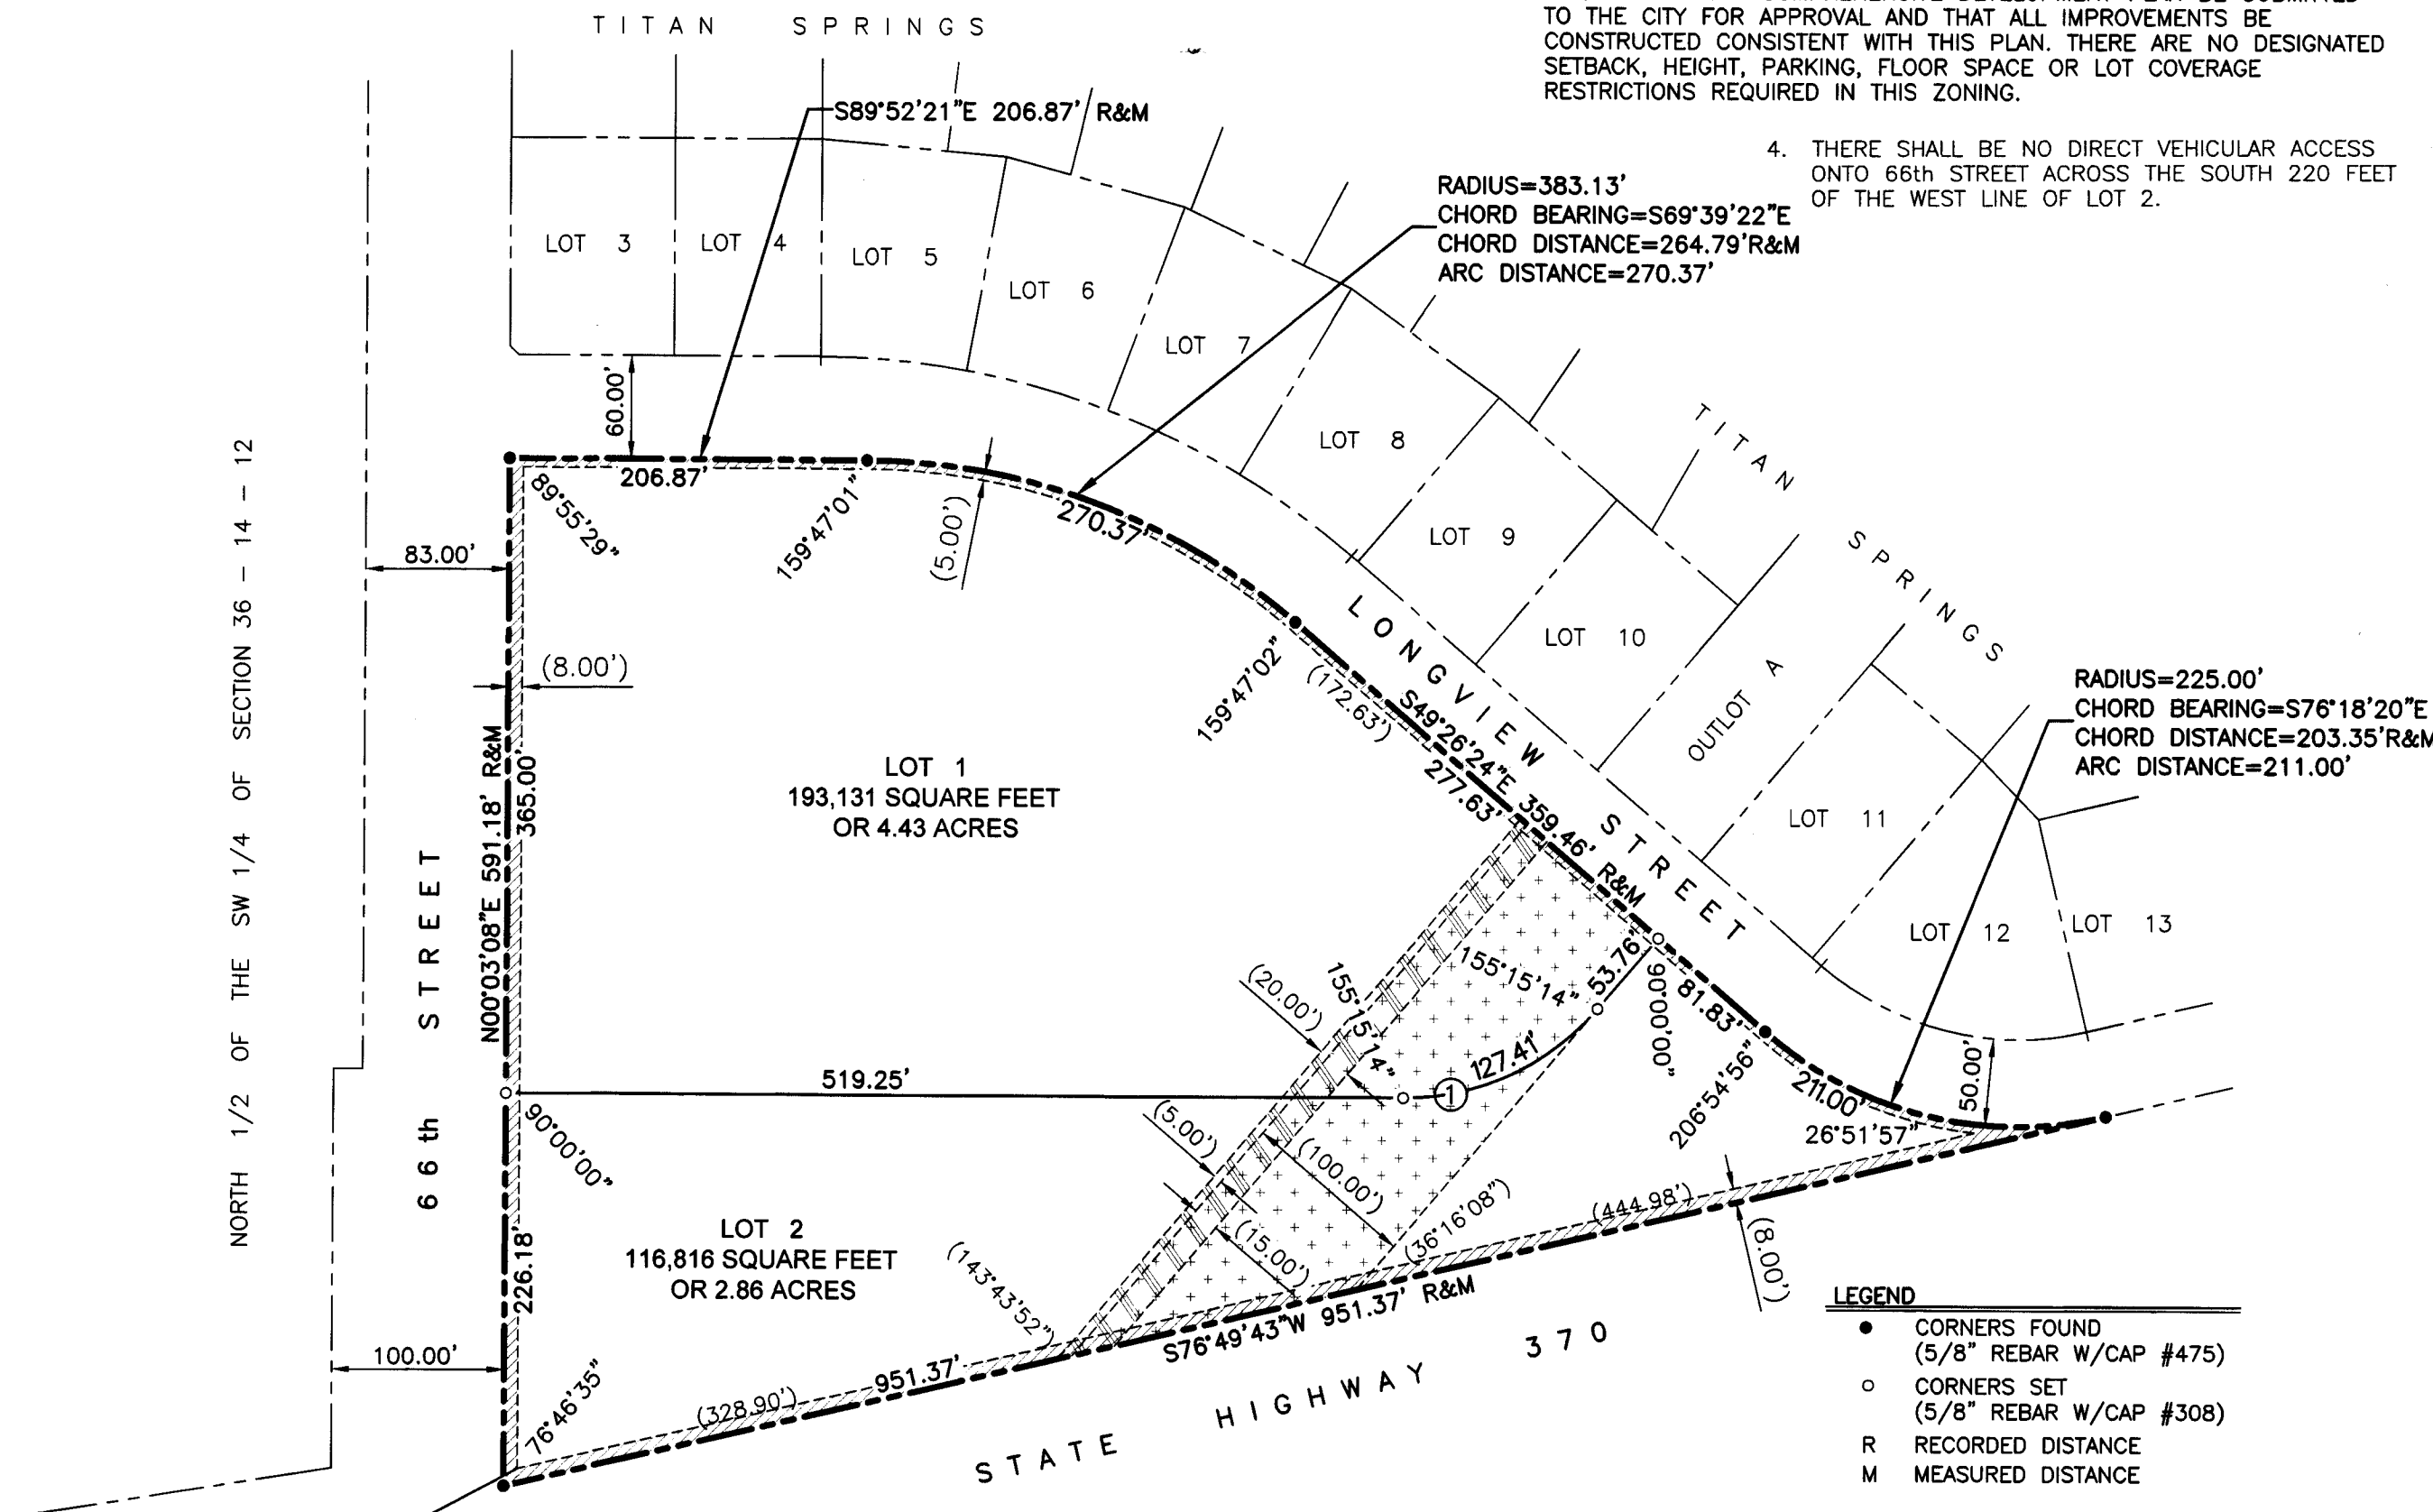 TITAN SPRINGS
TO THE CITY FOR APPROVAL AND THAT ALL IMPROVEMENTS BE
CONSTRUCTED CONSISTENT WITH THIS PLAN. THERE ARE NO DESIGNATED
SETBACK, HEIGHT, PARKING, FLOOR SPACE OR LOT COVERAGE
RESTRICTIONS REQUIRED IN THIS ZONING.
4. THERE SHALL BE NO DIRECT VEHICULAR ACCESS
ONTO 66th STREET ACROSS THE SOUTH 220 FEET
OF THE WEST LINE OF LOT 2.
S89°52'21"E 206.87' R&M
RADIUS=383.13'
CHORD BEARING=S69°39'22"E
CHORD DISTANCE=264.79'R&M
ARC DISTANCE=270.37'
LOT 3
LOT 4
LOT 5
LOT 6
LOT 7
LOT 8
LOT 9
LOT 10
OUTLOT A
LOT 11
LOT 12
LOT 13
TITAN SPRINGS
60.00'
206.87'
89°55'29"
159°47'01"
(5.00')
270.37'
83.00'
(8.00')
159°47'02"
(172.63')
LONGVIEW STREET
S49°26'24"E 359.46' R&M
277.63'
RADIUS=225.00'
CHORD BEARING=S76°18'20"E
CHORD DISTANCE=203.35'R&M
ARC DISTANCE=211.00'
NORTH 1/2 OF THE SW 1/4 OF SECTION 36 - 14 - 12
66th STREET
N00°03'08"E 591.18' R&M
365.00'
LOT 1
193,131 SQUARE FEET
OR 4.43 ACRES
155°15'14"
53.76'
90°00'00"
81.83'
(20.00')
155°15'14"
127.41'
1
519.25'
206°54'56"
211.00'
50.00'
26°51'57"
90°00'00"
(5.00')
(100.00')
(15.00')
(36°16'08")
(444.98')
(8.00')
226.18'
LOT 2
116,816 SQUARE FEET
OR 2.86 ACRES
(143°43'52")
100.00'
76°46'35"
(328.90')
951.37'
S76°49'43"W 951.37' R&M
STATE HIGHWAY 370
LEGEND
● CORNERS FOUND
(5/8" REBAR W/CAP #475)
○ CORNERS SET
(5/8" REBAR W/CAP #308)
R RECORDED DISTANCE
M MEASURED DISTANCE